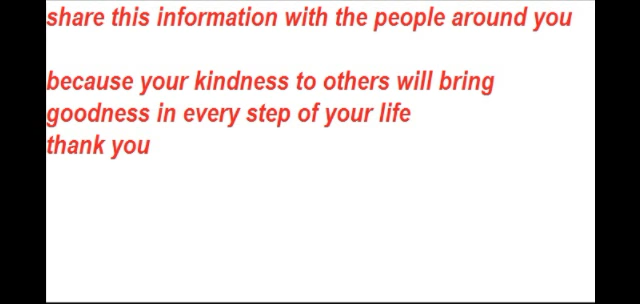 share this information with the people around you
because your kindness to others will bring
goodness in every step of your life
thank you